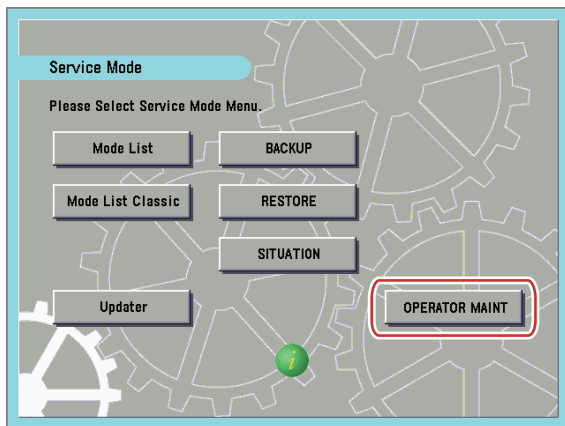 Service Mode
Please Select Service Mode Menu.
Mode List
BACKUP
Mode List Classic
RESTORE
SITUATION
Updater
OPERATOR MAINT
i